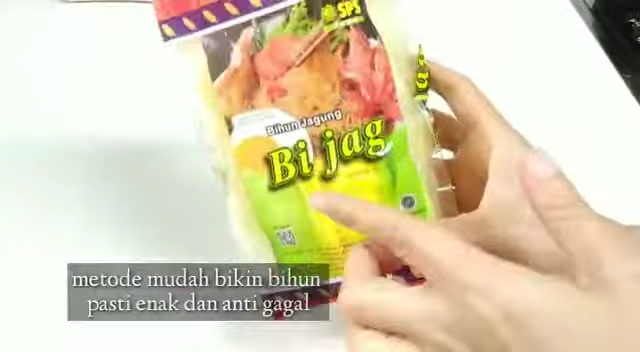 SPS
Bihun Jagung
Bi jag
metode mudah bikin bihun
pasti enak dan anti gagal